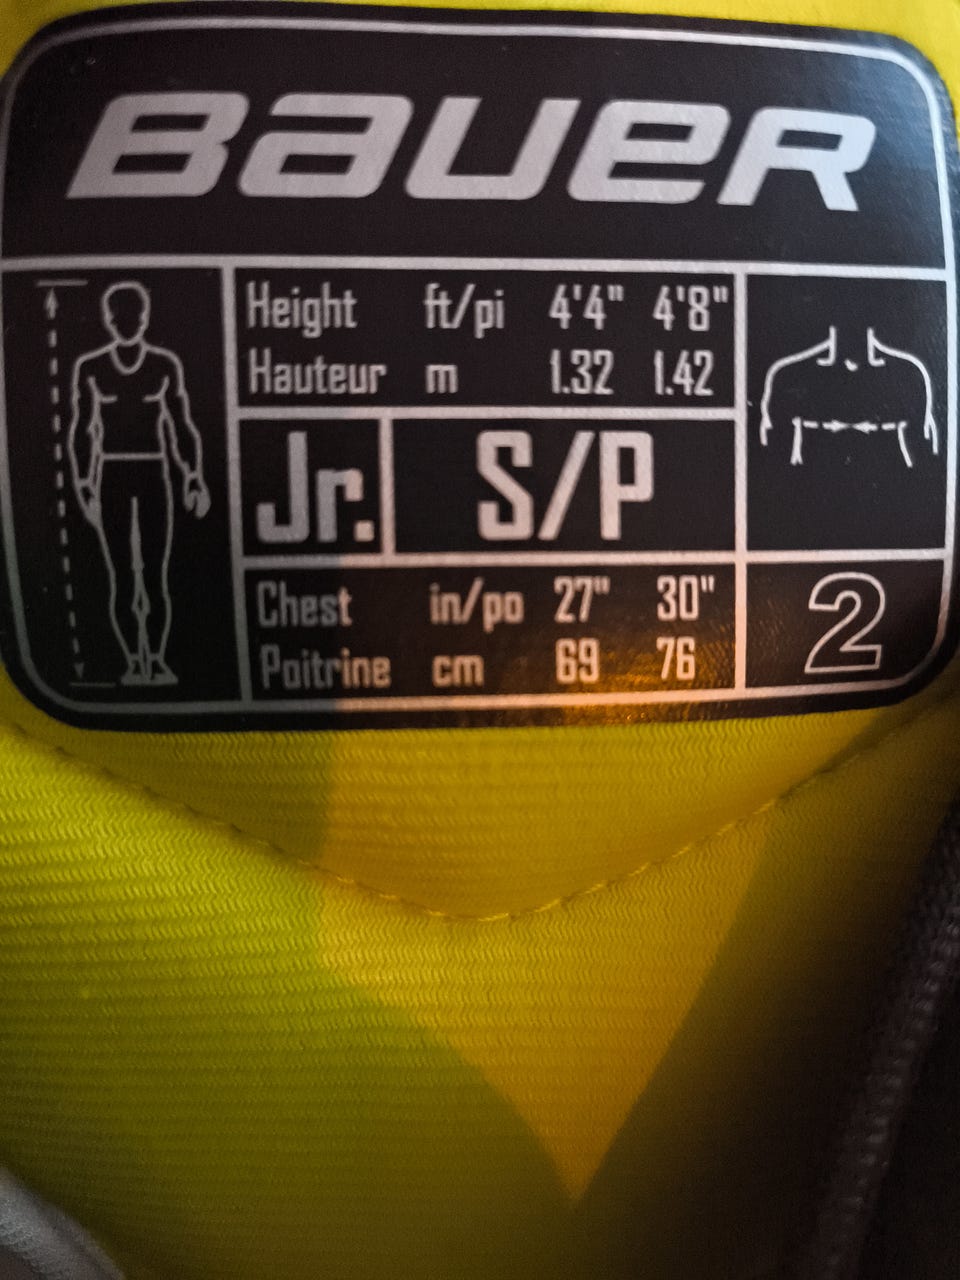 BAUER
Height ft/pi 4'4" 4'8"
Hauteur m 1.32 1.42
Jr. S/P
Chest in/po 27" 30"
Poitrine cm 69 76
2